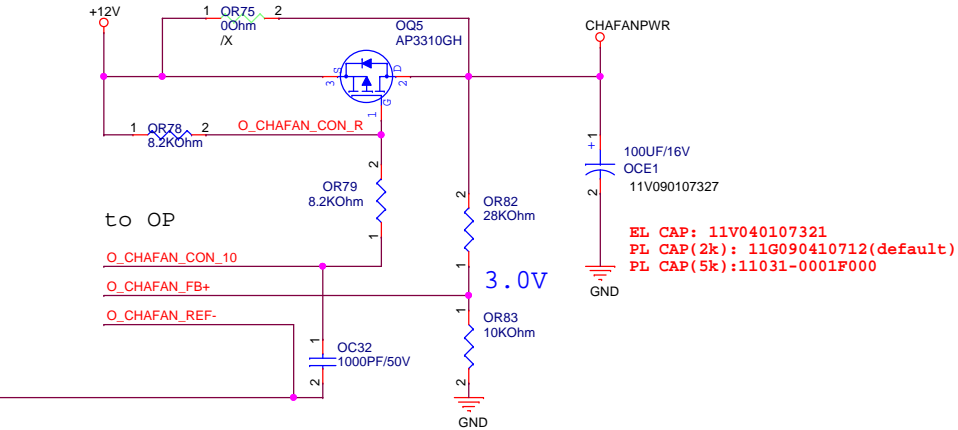 +12V
1 OR75 2
0Ohm
/X
OQ5
AP3310GH
CHAFANPWR
3 S D 2
G
1
1 OR78 2
8.2KOhm
O_CHAFAN_CON_R
+ 1
100UF/16V
OCE1
2
11V090107327
2
OR79
8.2KOhm
1
2
OR82
28KOhm
1
to OP
EL CAP: 11V040107321
PL CAP(2k): 11G090410712(default)
PL CAP(5k):11031-0001F000
GND
O_CHAFAN_CON_10
O_CHAFAN_FB+
3.0V
O_CHAFAN_REF-
1
OR83
10KOhm
2
1
OC32
1000PF/50V
2
GND